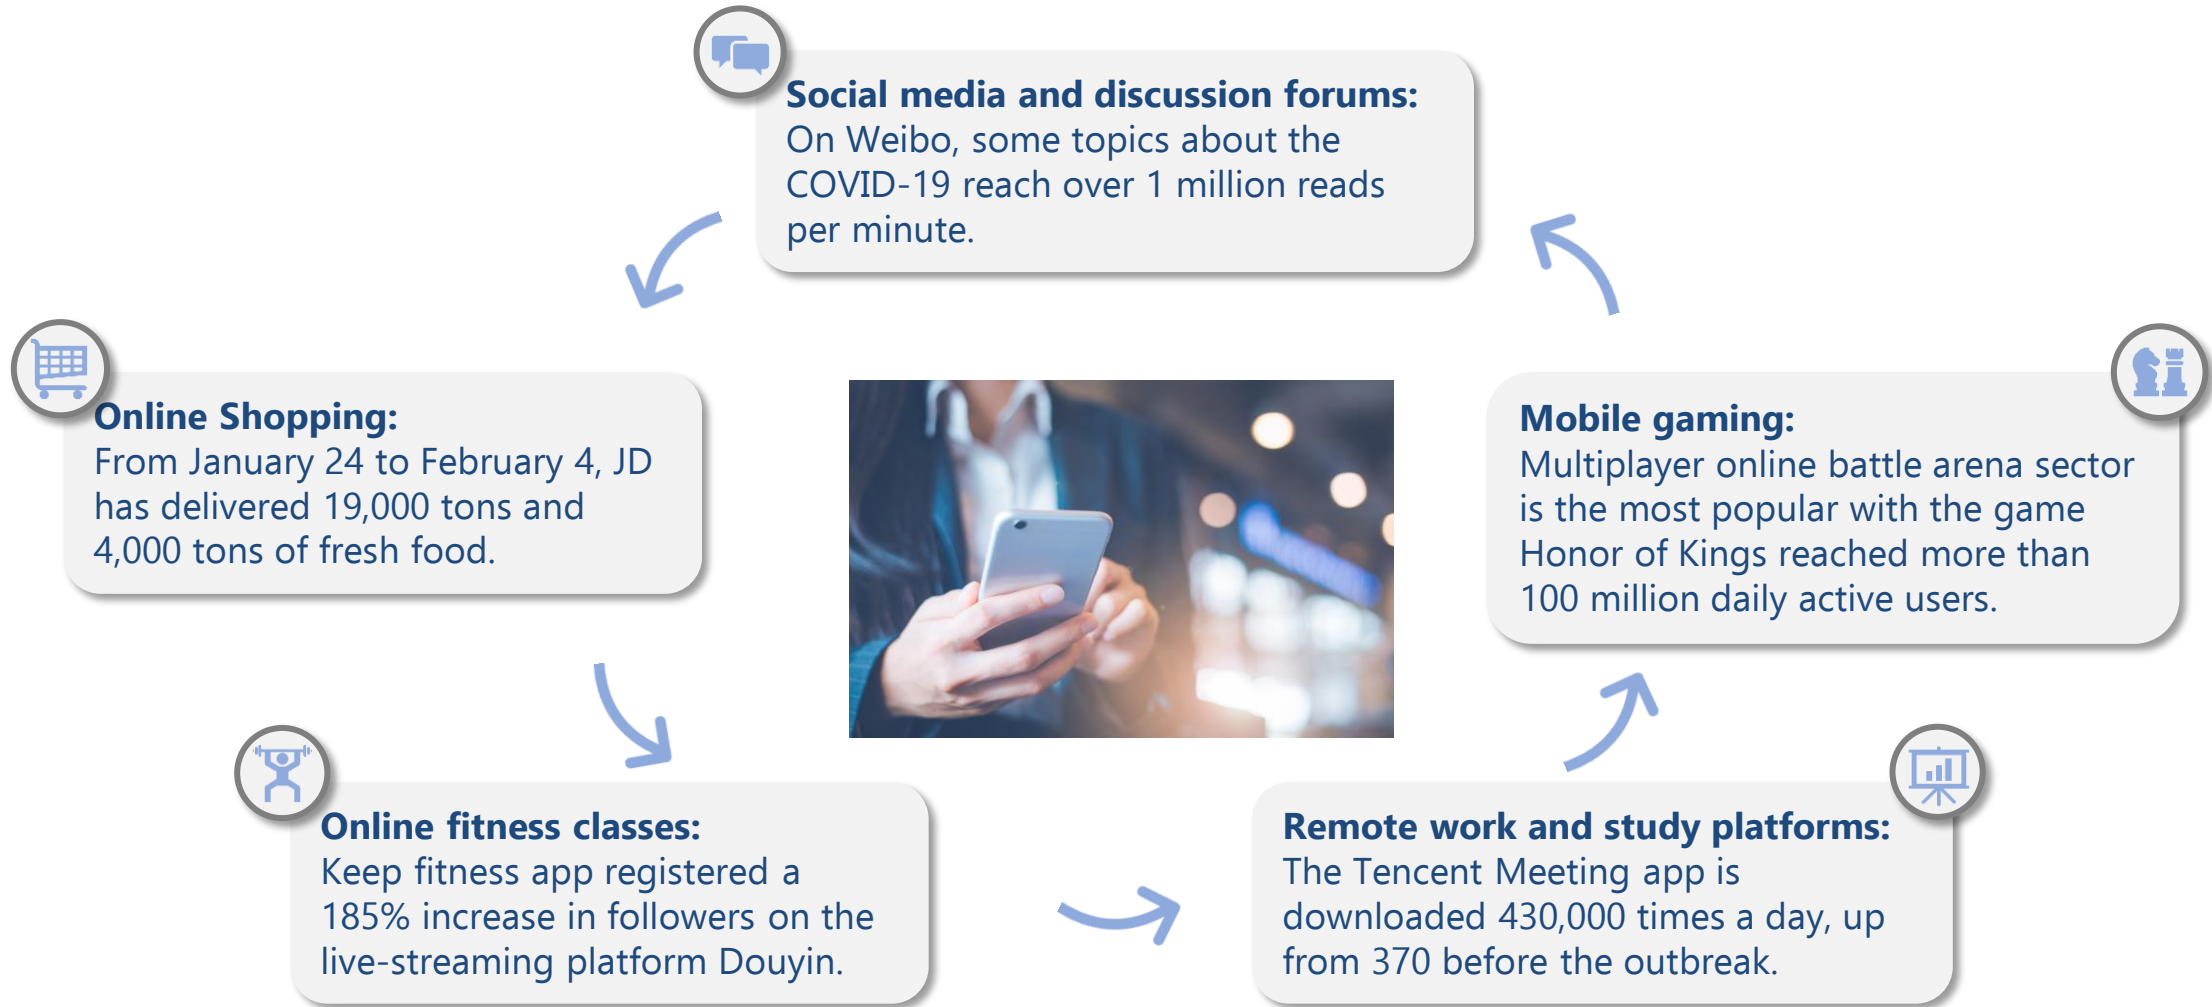 Social media and discussion forums:
On Weibo, some topics about the
COVID-19 reach over 1 million reads
per minute.
Online Shopping:
From January 24 to February 4, JD
has delivered 19,000 tons and
4,000 tons of fresh food.
Online fitness classes:
Keep fitness app registered a
185% increase in followers on the
live-streaming platform Douyin.
Remote work and study platforms:
The Tencent Meeting app is
downloaded 430,000 times a day, up
from 370 before the outbreak.
Mobile gaming:
Multiplayer online battle arena sector
is the most popular with the game
Honor of Kings reached more than
100 million daily active users.